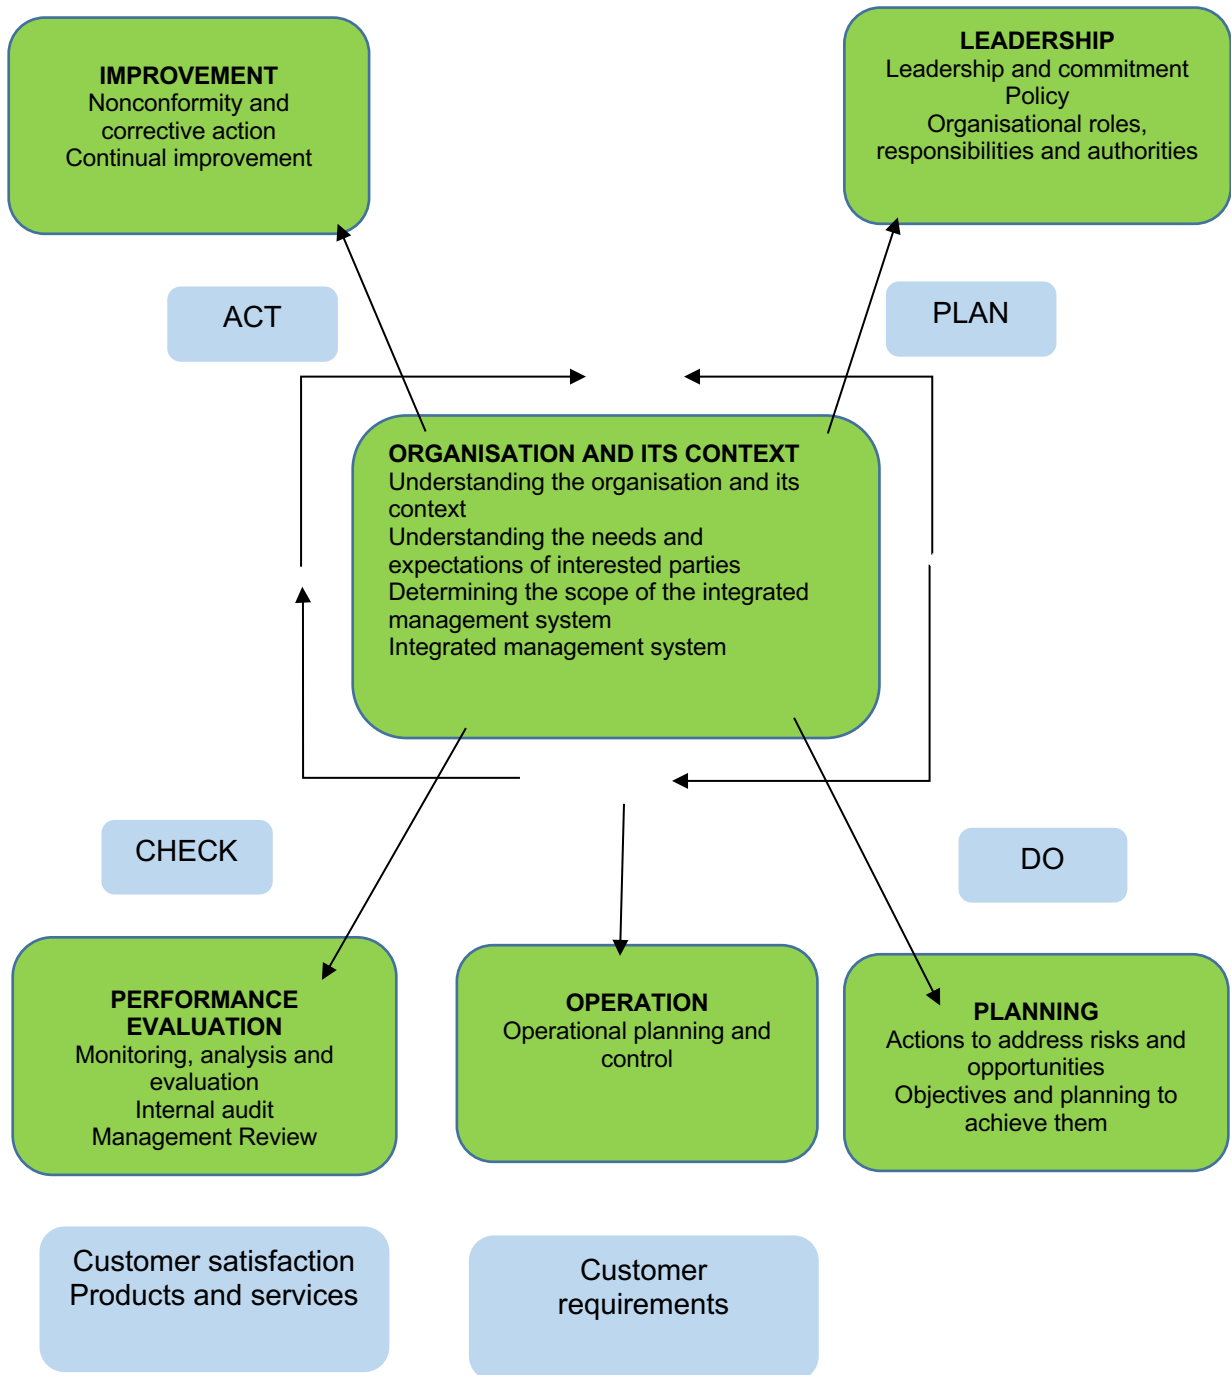 IMPROVEMENT
Nonconformity and
corrective action
Continual improvement
LEADERSHIP
Leadership and commitment
Policy
Organisational roles,
responsibilities and authorities
ACT
PLAN
ORGANISATION AND ITS CONTEXT
Understanding the organisation and its
context
Understanding the needs and
expectations of interested parties
Determining the scope of the integrated
management system
Integrated management system
CHECK
DO
PERFORMANCE
EVALUATION
Monitoring, analysis and
evaluation
Internal audit
Management Review
OPERATION
Operational planning and
control
PLANNING
Actions to address risks and
opportunities
Objectives and planning to
achieve them
Customer satisfaction
Products and services
Customer
requirements